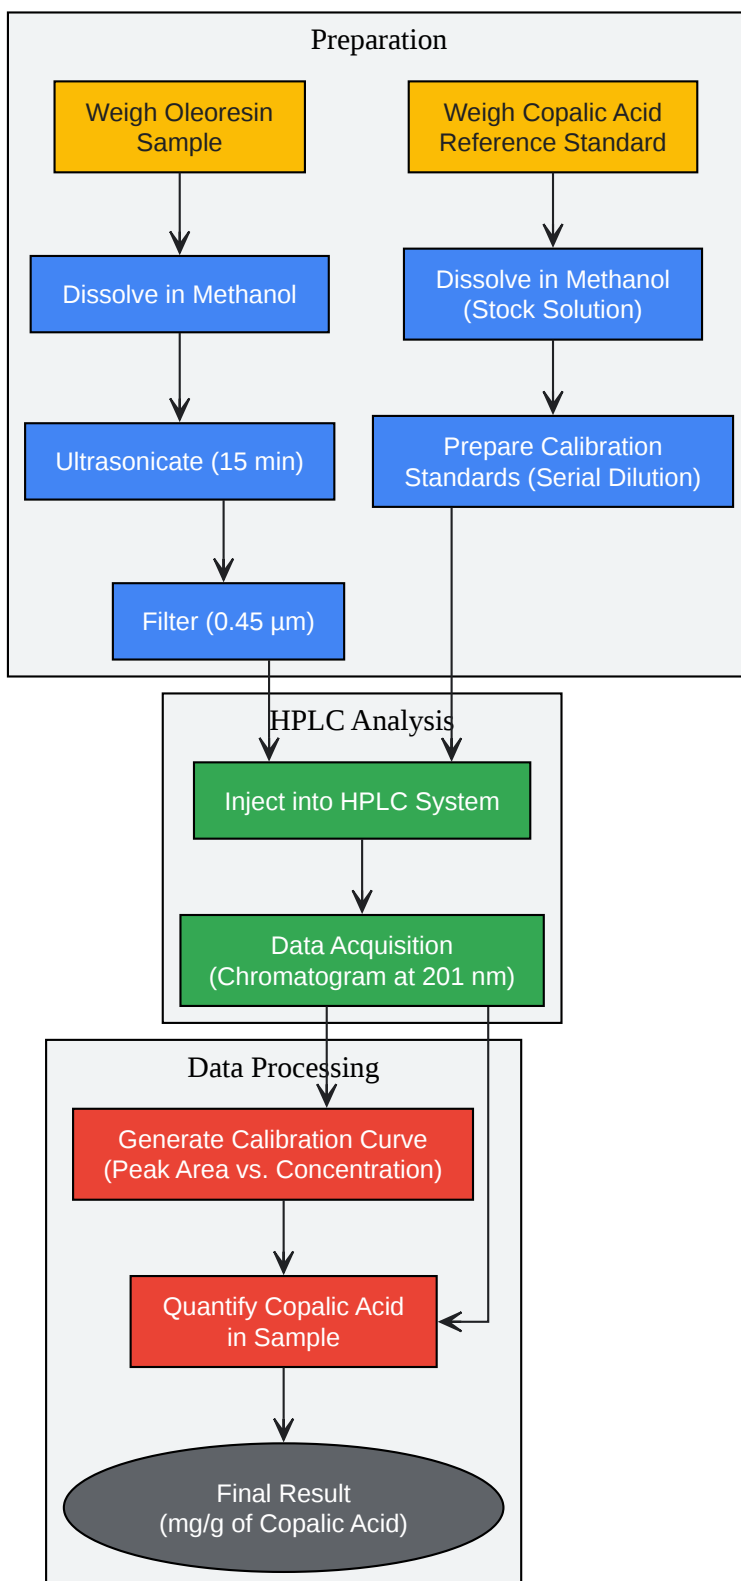 Preparation
Weigh Oleoresin
Sample
Weigh Copalic Acid
Reference Standard
Dissolve in Methanol
Dissolve in Methanol
(Stock Solution)
Ultrasonicate (15 min)
Prepare Calibration
Standards (Serial Dilution)
Filter (0.45 µm)
HPLC Analysis
Inject into HPLC System
Data Acquisition
(Chromatogram at 201 nm)
Data Processing
Generate Calibration Curve
(Peak Area vs. Concentration)
Quantify Copalic Acid
in Sample
Final Result
(mg/g of Copalic Acid)